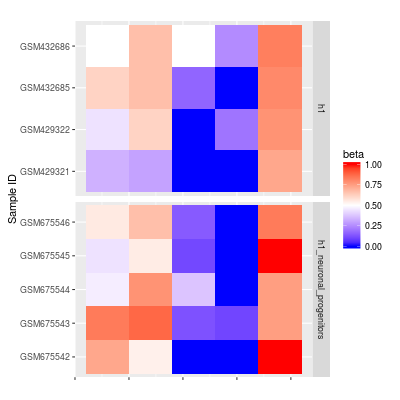 Sample ID
GSM432686
GSM432685
GSM429322
GSM429321
h1
GSM675546
GSM675545
GSM675544
GSM675543
GSM675542
h1_neuronal_progenitors
beta
1.00
0.75
0.50
0.25
0.00